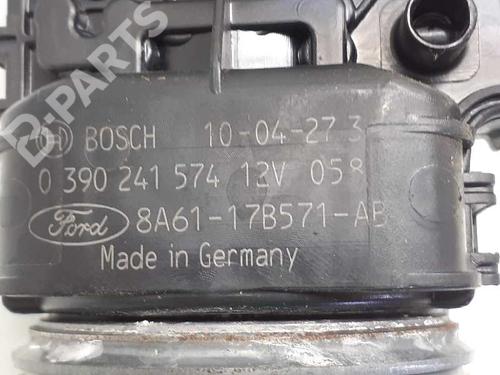 B-PARTS
BOSCH 10-04-27 3
0 390 241 574 12V 058
Ford 8A61-17B571-AB
Made in Germany